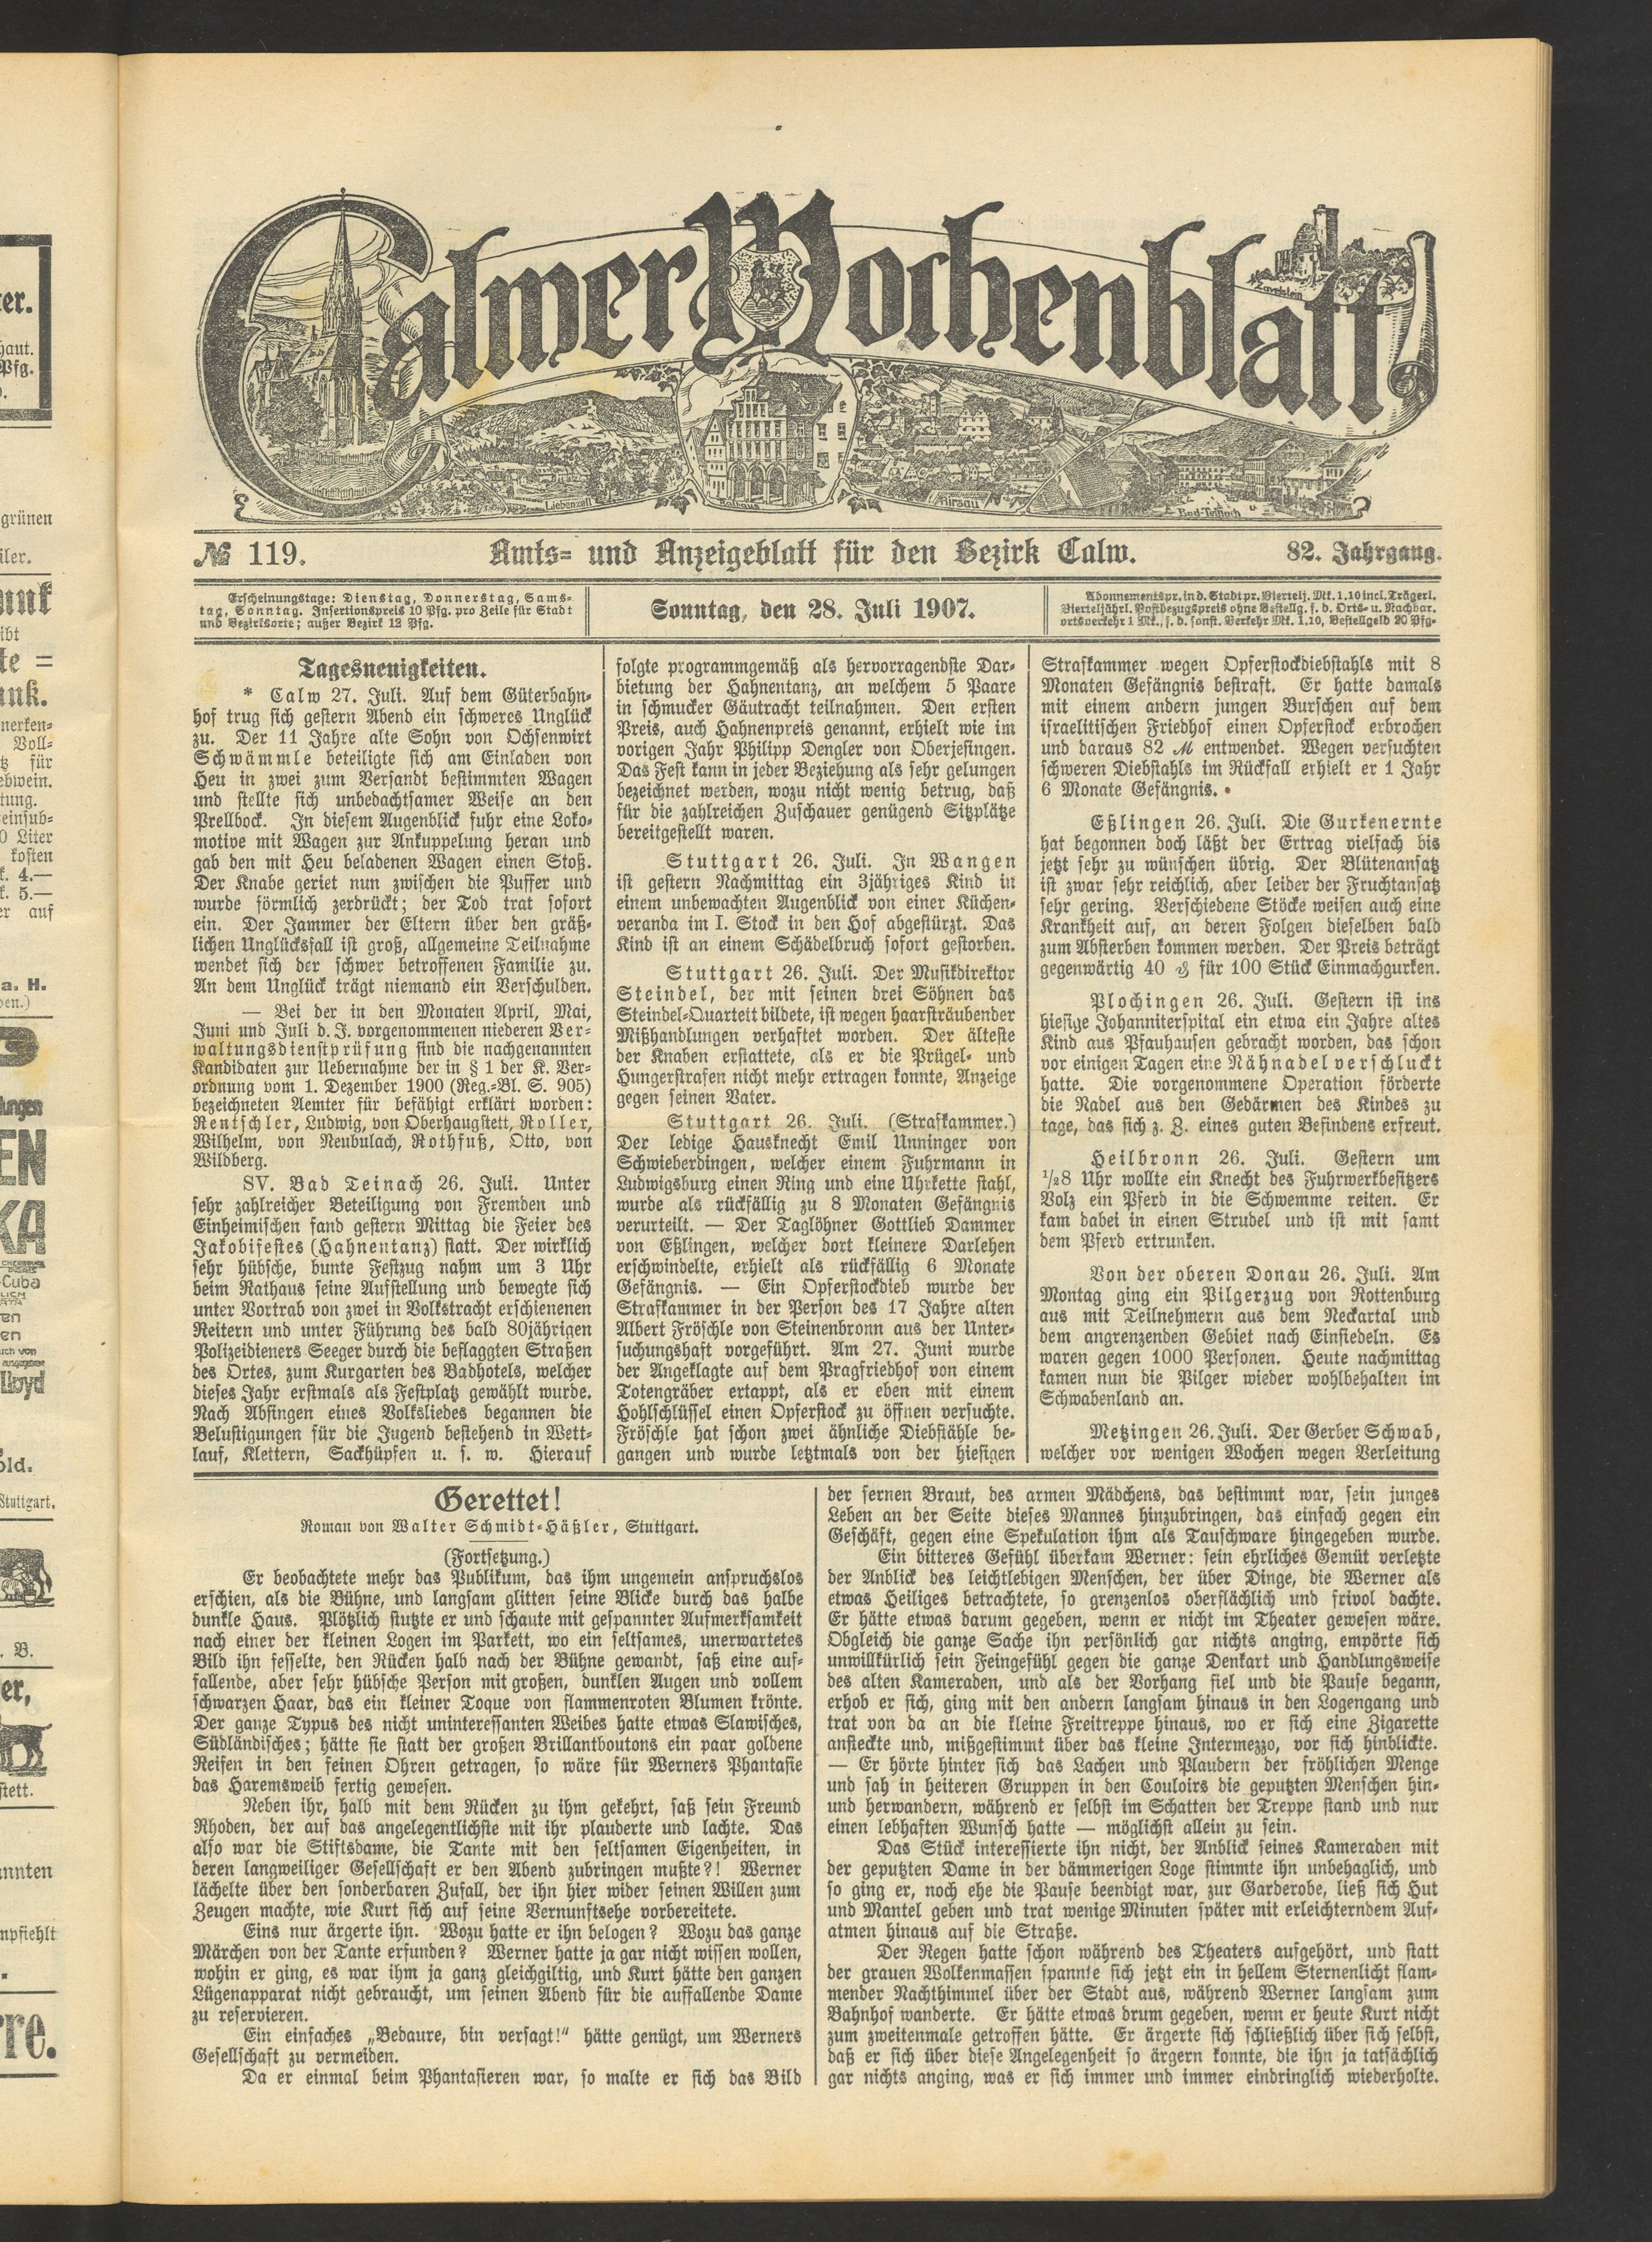 Calwer Wochenblatt
Zavelstein
Liebenzell
Rathaus
Hirsau
Bad-Teinach
№ 119.
Amts- und Anzeigeblatt für den Bezirk Calw.
82. Jahrgang.
Erscheinungstage: Dienstag, Donnerstag, Sams-
tag, Sonntag. Insertionspreis 10 Pfg. pro Zeile für Stadt
und Bezirksorte; außer Bezirk 12 Pfg.
Sonntag, den 28. Juli 1907.
Abonnementspr. in d. Stadt pr. Viertelj. Mk. 1.10 incl. Trägerl.
Vierteljährl. Postbezugspreis ohne Bestellg. f. d. Orts- u. Nachbar.
ortsverkehr 1 Mk., f. d. sonst. Verkehr Mk. 1.10, Bestellgeld 20 Pfg.
Tagesneuigkeiten.
* Calw 27. Juli. Auf dem Güterbahn-
hof trug sich gestern Abend ein schweres Unglück
zu. Der 11 Jahre alte Sohn von Ochsenwirt
Schwämmle beteiligte sich am Einladen von
Heu in zwei zum Versandt bestimmten Wagen
und stellte sich unbedachtsamer Weise an den
Prellbock. In diesem Augenblick fuhr eine Loko-
motive mit Wagen zur Ankuppelung heran und
gab den mit Heu beladenen Wagen einen Stoß.
Der Knabe geriet nun zwischen die Puffer und
wurde förmlich zerdrückt; der Tod trat sofort
ein. Der Jammer der Eltern über den gräß-
lichen Unglücksfall ist groß, allgemeine Teilnahme
wendet sich der schwer betroffenen Familie zu.
An dem Unglück trägt niemand ein Verschulden.
— Bei der in den Monaten April, Mai,
Juni und Juli d. J. vorgenommenen niederen Ver-
waltungsdienstprüfung sind die nachgenannten
Kandidaten zur Uebernahme der in § 1 der K. Ver-
ordnung vom 1. Dezember 1900 (Reg.-Bl. S. 905)
bezeichneten Aemter für befähigt erklärt worden:
Rentschler, Ludwig, von Oberhaugstett, Roller,
Wilhelm, von Neubulach, Rothfuß, Otto, von
Wildberg.
SV. Bad Teinach 26. Juli. Unter
sehr zahlreicher Beteiligung von Fremden und
Einheimischen fand gestern Mittag die Feier des
Jakobifestes (Hahnentanz) statt. Der wirklich
sehr hübsche, bunte Festzug nahm um 3 Uhr
beim Rathaus seine Aufstellung und bewegte sich
unter Vortrab von zwei in Volkstracht erschienenen
Reitern und unter Führung des bald 80jährigen
Polizeidieners Seeger durch die beflaggten Straßen
des Ortes, zum Kurgarten des Badhotels, welcher
dieses Jahr erstmals als Festplatz gewählt wurde.
Nach Absingen eines Volksliedes begannen die
Belustigungen für die Jugend bestehend in Wett-
lauf, Klettern, Sackhüpfen u. s. w. Hierauf
folgte programmgemäß als hervorragendste Dar-
bietung der Hahnentanz, an welchem 5 Paare
in schmucker Gäutracht teilnahmen. Den ersten
Preis, auch Hahnenpreis genannt, erhielt wie im
vorigen Jahr Philipp Dengler von Oberjesingen.
Das Fest kann in jeder Beziehung als sehr gelungen
bezeichnet werden, wozu nicht wenig betrug, daß
für die zahlreichen Zuschauer genügend Sitzplätze
bereitgestellt waren.
Stuttgart 26. Juli. In Wangen
ist gestern Nachmittag ein 3jähriges Kind in
einem unbewachten Augenblick von einer Küchen-
veranda im I. Stock in den Hof abgestürzt. Das
Kind ist an einem Schädelbruch sofort gestorben.
Stuttgart 26. Juli. Der Musikdirektor
Steindel, der mit seinen drei Söhnen das
Steindel-Quartett bildete, ist wegen haarsträubender
Mißhandlungen verhaftet worden. Der älteste
der Knaben erstattete, als er die Prügel- und
Hungerstrafen nicht mehr ertragen konnte, Anzeige
gegen seinen Vater.
Stuttgart 26. Juli. (Strafkammer.)
Der ledige Hausknecht Emil Unninger von
Schwieberdingen, welcher einem Fuhrmann in
Ludwigsburg einen Ring und eine Uhrkette stahl,
wurde als rückfällig zu 8 Monaten Gefängnis
verurteilt. — Der Taglöhner Gottlieb Dammer
von Eßlingen, welcher dort kleinere Darlehen
erschwindelte, erhielt als rückfällig 6 Monate
Gefängnis. — Ein Opferstockdieb wurde der
Strafkammer in der Person des 17 Jahre alten
Albert Fröschle von Steinenbronn aus der Unter-
suchungshaft vorgeführt. Am 27. Juni wurde
der Angeklagte auf dem Pragfriedhof von einem
Totengräber ertappt, als er eben mit einem
Hohlschlüssel einen Opferstock zu öffnen versuchte.
Fröschle hat schon zwei ähnliche Diebstähle be-
gangen und wurde letztmals von der hiesigen
Strafkammer wegen Opferstockdiebstahls mit 8
Monaten Gefängnis bestraft. Er hatte damals
mit einem andern jungen Burschen auf dem
israelitischen Friedhof einen Opferstock erbrochen
und daraus 82 ℳ entwendet. Wegen versuchten
schweren Diebstahls im Rückfall erhielt er 1 Jahr
6 Monate Gefängnis.
Eßlingen 26. Juli. Die Gurkenernte
hat begonnen doch läßt der Ertrag vielfach bis
jetzt sehr zu wünschen übrig. Der Blütenansatz
ist zwar sehr reichlich, aber leider der Fruchtansatz
sehr gering. Verschiedene Stöcke weisen auch eine
Krankheit auf, an deren Folgen dieselben bald
zum Absterben kommen werden. Der Preis beträgt
gegenwärtig 40 ₰ für 100 Stück Einmachgurken.
Plochingen 26. Juli. Gestern ist ins
hiesige Johanniterspital ein etwa ein Jahre altes
Kind aus Pfauhausen gebracht worden, das schon
vor einigen Tagen eine Nähnadel verschluckt
hatte. Die vorgenommene Operation förderte
die Nadel aus den Gedärmen des Kindes zu
tage, das sich z. Z. eines guten Befindens erfreut.
Heilbronn 26. Juli. Gestern um
1/28 Uhr wollte ein Knecht des Fuhrwerkbesitzers
Volz ein Pferd in die Schwemme reiten. Er
kam dabei in einen Strudel und ist mit samt
dem Pferd ertrunken.
Von der oberen Donau 26. Juli. Am
Montag ging ein Pilgerzug von Rottenburg
aus mit Teilnehmern aus dem Neckartal und
dem angrenzenden Gebiet nach Einsiedeln. Es
waren gegen 1000 Personen. Heute nachmittag
kamen nun die Pilger wieder wohlbehalten im
Schwabenland an.
Metzingen 26. Juli. Der Gerber Schwab,
welcher vor wenigen Wochen wegen Verleitung
Gerettet!
Roman von Walter Schmidt-Häßler, Stuttgart.
(Fortsetzung.)
Er beobachtete mehr das Publikum, das ihm ungemein anspruchslos
erschien, als die Bühne, und langsam glitten seine Blicke durch das halbe
dunkle Haus. Plötzlich stutzte er und schaute mit gespannter Aufmerksamkeit
nach einer der kleinen Logen im Parkett, wo ein seltsames, unerwartetes
Bild ihn fesselte, den Rücken halb nach der Bühne gewandt, saß eine auf-
fallende, aber sehr hübsche Person mit großen, dunklen Augen und vollem
schwarzen Haar, das ein kleiner Toque von flammenroten Blumen krönte.
Der ganze Typus des nicht uninteressanten Weibes hatte etwas Slawisches,
Südländisches; hätte sie statt der großen Brillantboutons ein paar goldene
Reifen in den feinen Ohren getragen, so wäre für Werners Phantasie
das Haremsweib fertig gewesen.
Neben ihr, halb mit dem Rücken zu ihm gekehrt, saß sein Freund
Rhoden, der auf das angelegentlichste mit ihr plauderte und lachte. Das
also war die Stiftsdame, die Tante mit den seltsamen Eigenheiten, in
deren langweiliger Gesellschaft er den Abend zubringen mußte?! Werner
lächelte über den sonderbaren Zufall, der ihn hier wider seinen Willen zum
Zeugen machte, wie Kurt sich auf seine Vernunftsehe vorbereitete.
Eins nur ärgerte ihn. Wozu hatte er ihn belogen? Wozu das ganze
Märchen von der Tante erfunden? Werner hatte ja gar nicht wissen wollen,
wohin er ging, es war ihm ja ganz gleichgiltig, und Kurt hätte den ganzen
Lügenapparat nicht gebraucht, um seinen Abend für die auffallende Dame
zu reservieren.
Ein einfaches „Bedaure, bin versagt!“ hätte genügt, um Werners
Gesellschaft zu vermeiden.
Da er einmal beim Phantasieren war, so malte er sich das Bild
der fernen Braut, des armen Mädchens, das bestimmt war, sein junges
Leben an der Seite dieses Mannes hinzubringen, das einfach gegen ein
Geschäft, gegen eine Spekulation ihm als Tauschware hingegeben wurde.
Ein bitteres Gefühl überkam Werner: sein ehrliches Gemüt verletzte
der Anblick des leichtlebigen Menschen, der über Dinge, die Werner als
etwas Heiliges betrachtete, so grenzenlos oberflächlich und frivol dachte.
Er hätte etwas darum gegeben, wenn er nicht im Theater gewesen wäre.
Obgleich die ganze Sache ihn persönlich gar nichts anging, empörte sich
unwillkürlich sein Feingefühl gegen die ganze Denkart und Handlungsweise
des alten Kameraden, und als der Vorhang fiel und die Pause begann,
erhob er sich, ging mit den andern langsam hinaus in den Logengang und
trat von da an die kleine Freitreppe hinaus, wo er sich eine Zigarette
ansteckte und, mißgestimmt über das kleine Intermezzo, vor sich hinblickte.
— Er hörte hinter sich das Lachen und Plaudern der fröhlichen Menge
und sah in heiteren Gruppen in den Couloirs die geputzten Menschen hin-
und herwandern, während er selbst im Schatten der Treppe stand und nur
einen lebhaften Wunsch hatte — möglichst allein zu sein.
Das Stück interessierte ihn nicht, der Anblick seines Kameraden mit
der geputzten Dame in der dämmerigen Loge stimmte ihn unbehaglich, und
so ging er, noch ehe die Pause beendigt war, zur Garderobe, ließ sich Hut
und Mantel geben und trat wenige Minuten später mit erleichterndem Auf-
atmen hinaus auf die Straße.
Der Regen hatte schon während des Theaters aufgehört, und statt
der grauen Wolkenmassen spannte sich jetzt ein in hellem Sternenlicht flam-
mender Nachthimmel über der Stadt aus, während Werner langsam zum
Bahnhof wanderte. Er hätte etwas drum gegeben, wenn er heute Kurt nicht
zum zweitenmale getroffen hätte. Er ärgerte sich schließlich über sich selbst,
daß er sich über diese Angelegenheit so ärgern konnte, die ihn ja tatsächlich
gar nichts anging, was er sich immer und immer eindringlich wiederholte.